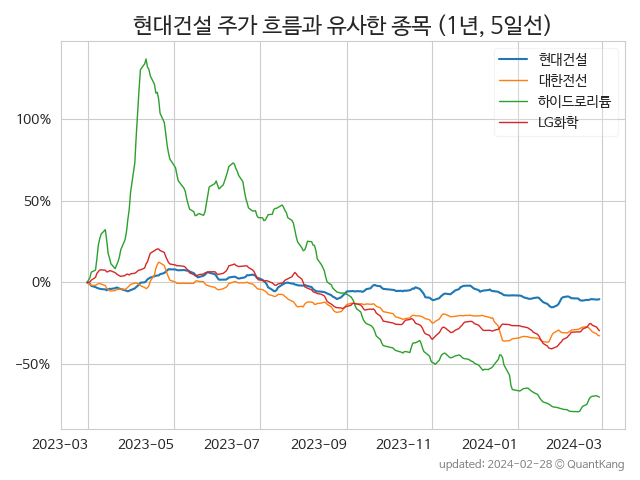 현대건설 주가 흐름과 유사한 종목 (1년, 5일선)
현대건설
대한전선
하이드로리튬
LG화학
100%
50%
0%
−50%
2023-03 2023-05 2023-07 2023-09 2023-11 2024-01 2024-03
updated: 2024-02-28 © QuantKang